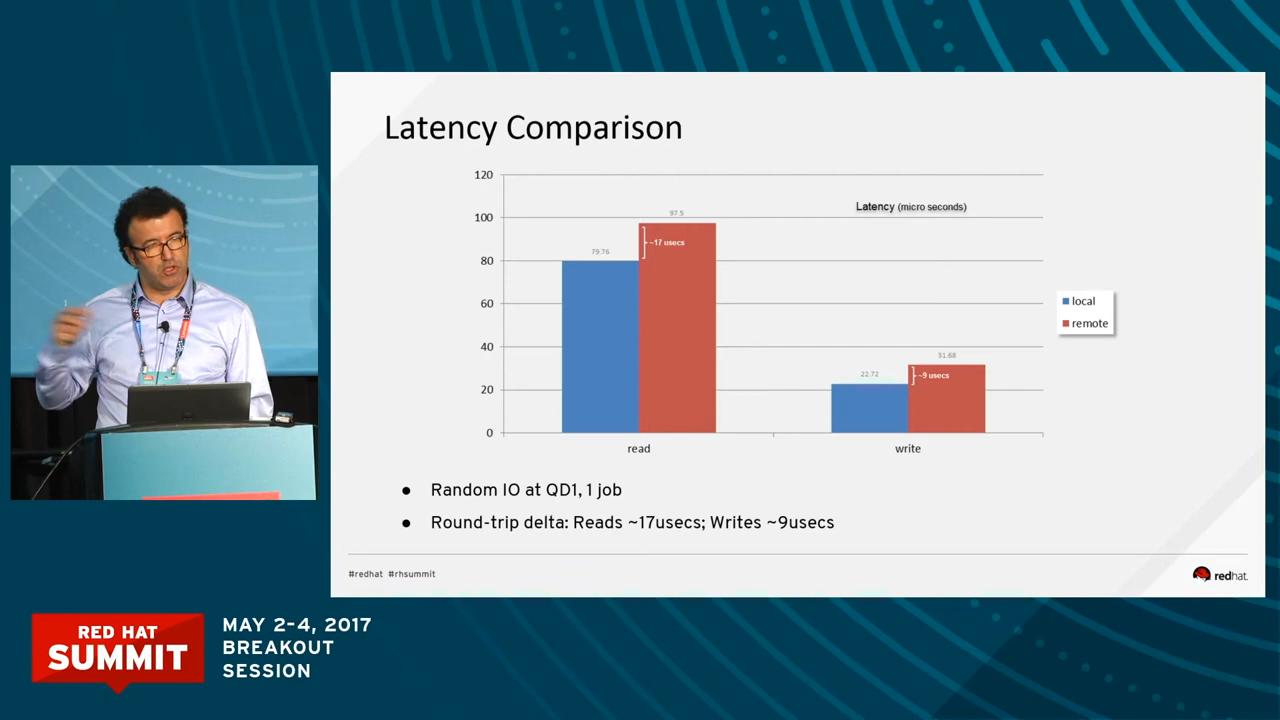 Latency Comparison
120
100
80
60
40
20
0
Latency (micro seconds)
79.76
97.5
~17 usecs
22.72
31.68
~9 usecs
read
write
local
remote
● Random IO at QD1, 1 job
● Round-trip delta: Reads ~17usecs; Writes ~9usecs
#redhat #rhsummit
redhat.
RED HAT
SUMMIT
MAY 2-4, 2017
BREAKOUT
SESSION